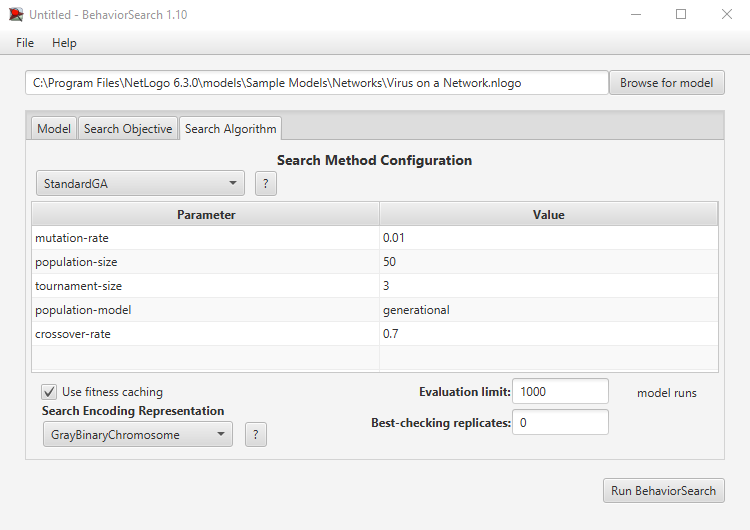 Untitled - BehaviorSearch 1.10
File Help
C:\Program Files\NetLogo 6.3.0\models\Sample Models\Networks\Virus on a Network.nlogo Browse for model
Model Search Objective Search Algorithm
Search Method Configuration
StandardGA ?
Parameter Value
mutation-rate 0.01
population-size 50
tournament-size 3
population-model generational
crossover-rate 0.7
Use fitness caching Evaluation limit: 1000 model runs
Search Encoding Representation
Best-checking replicates: 0
GrayBinaryChromosome ?
Run BehaviorSearch